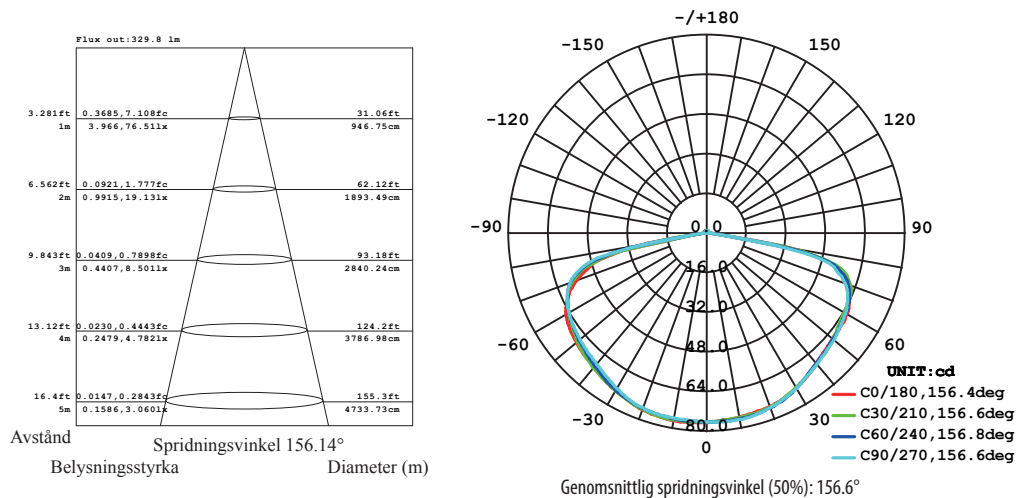 Flux out:329.8 lm
3.281ft 0.3685,7.108fc 31.06ft
1m 3.966,76.51lx 946.75cm
6.562ft 0.0921,1.777fc 62.12ft
2m 0.9915,19.13lx 1893.49cm
9.843ft 0.0409,0.7898fc 93.18ft
3m 0.4407,8.501lx 2840.24cm
13.12ft 0.0230,0.4443fc 124.2ft
4m 0.2479,4.782lx 3786.98cm
16.4ft 0.0147,0.2843fc 155.3ft
5m 0.1586,3.060lx 4733.73cm
Avstånd
Spridningsvinkel 156.14°
Belysningsstyrka Diameter (m)
-/+180
-150 150
-120 120
-90 90
-60 60
-30 30
0
0.0
16.0
32.0
48.0
64.0
80.0
UNIT:cd
C0/180,156.4deg
C30/210,156.6deg
C60/240,156.8deg
C90/270,156.6deg
Genomsnittlig spridningsvinkel (50%): 156.6°